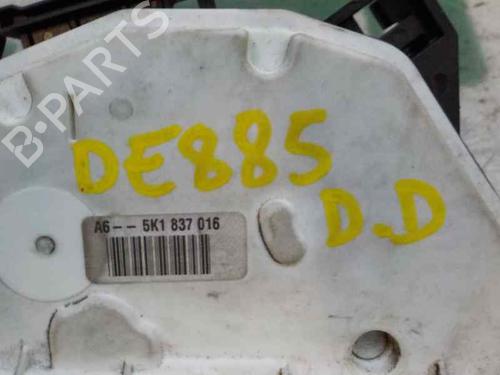 B-PARTS
DE885
D.D
A6-- 5K1 837 016